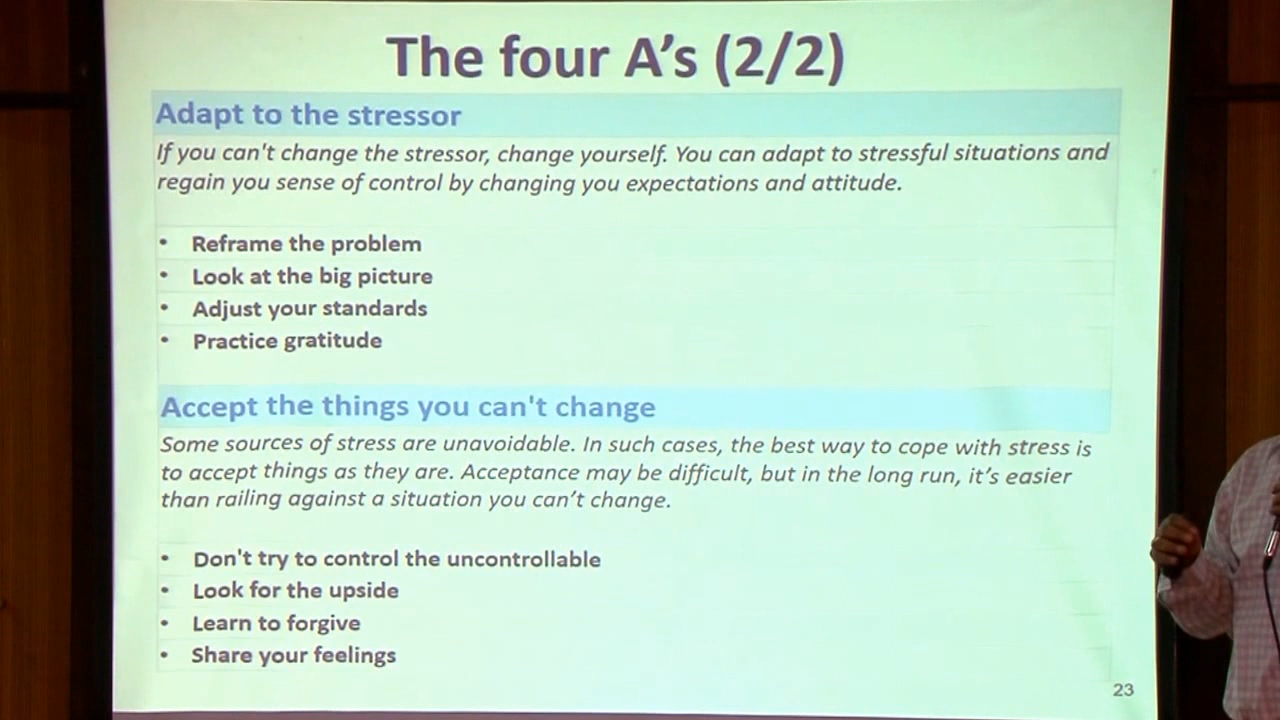 The four A's (2/2)
Adapt to the stressor
If you can't change the stressor, change yourself. You can adapt to stressful situations and
regain you sense of control by changing you expectations and attitude.
• Reframe the problem
• Look at the big picture
• Adjust your standards
• Practice gratitude
Accept the things you can't change
Some sources of stress are unavoidable. In such cases, the best way to cope with stress is
to accept things as they are. Acceptance may be difficult, but in the long run, it's easier
than railing against a situation you can't change.
• Don't try to control the uncontrollable
• Look for the upside
• Learn to forgive
• Share your feelings
23